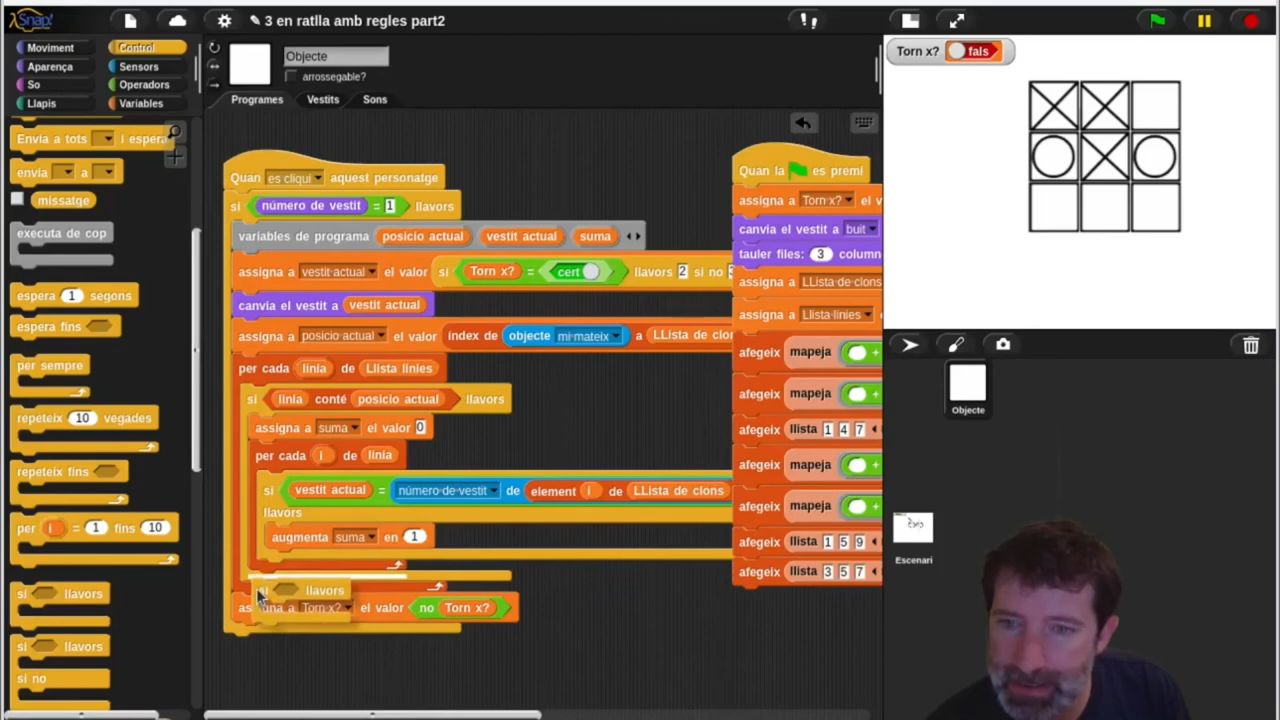 Snap!
3 en ratlla amb regles part2
Moviment
Control
Aparença
Sensors
So
Operadors
Llapis
Variables
Envia a tots i espera
envia a
missatge
executa de cop
espera 1 segons
espera fins
per sempre
repeteix 10 vegades
repeteix fins
per i = 1 fins 10
si llavors
si llavors
si no
Objecte
arrossegable?
Programes
Vestits
Sons
Quan es cliqui aquest personatge
si número de vestit = 1 llavors
variables de programa posicio actual vestit actual suma
assigna a vestit actual el valor si Torn x? = cert llavors 2 si no
canvia el vestit a vestit actual
assigna a posicio actual el valor índex de objecte mi mateix a LLista de clon
per cada linia de Llista linies
si linia conté posicio actual llavors
assigna a suma el valor 0
per cada i de linia
si vestit actual = número de vestit de element i de LLista de clons
llavors
augmenta suma en 1
si llavors
Torn x? el valor no Torn x?
Quan la es premi
assigna a Torn x? el v
canvia el vestit a buit
tauler files: 3 column
assigna a LLista de clons
assigna a Llista linies
afegeix mapeja +
afegeix mapeja +
afegeix llista 1 4 7
afegeix mapeja +
afegeix mapeja +
afegeix llista 1 5 9
afegeix llista 3 5 7
Torn x? fals
Objecte
Escenari